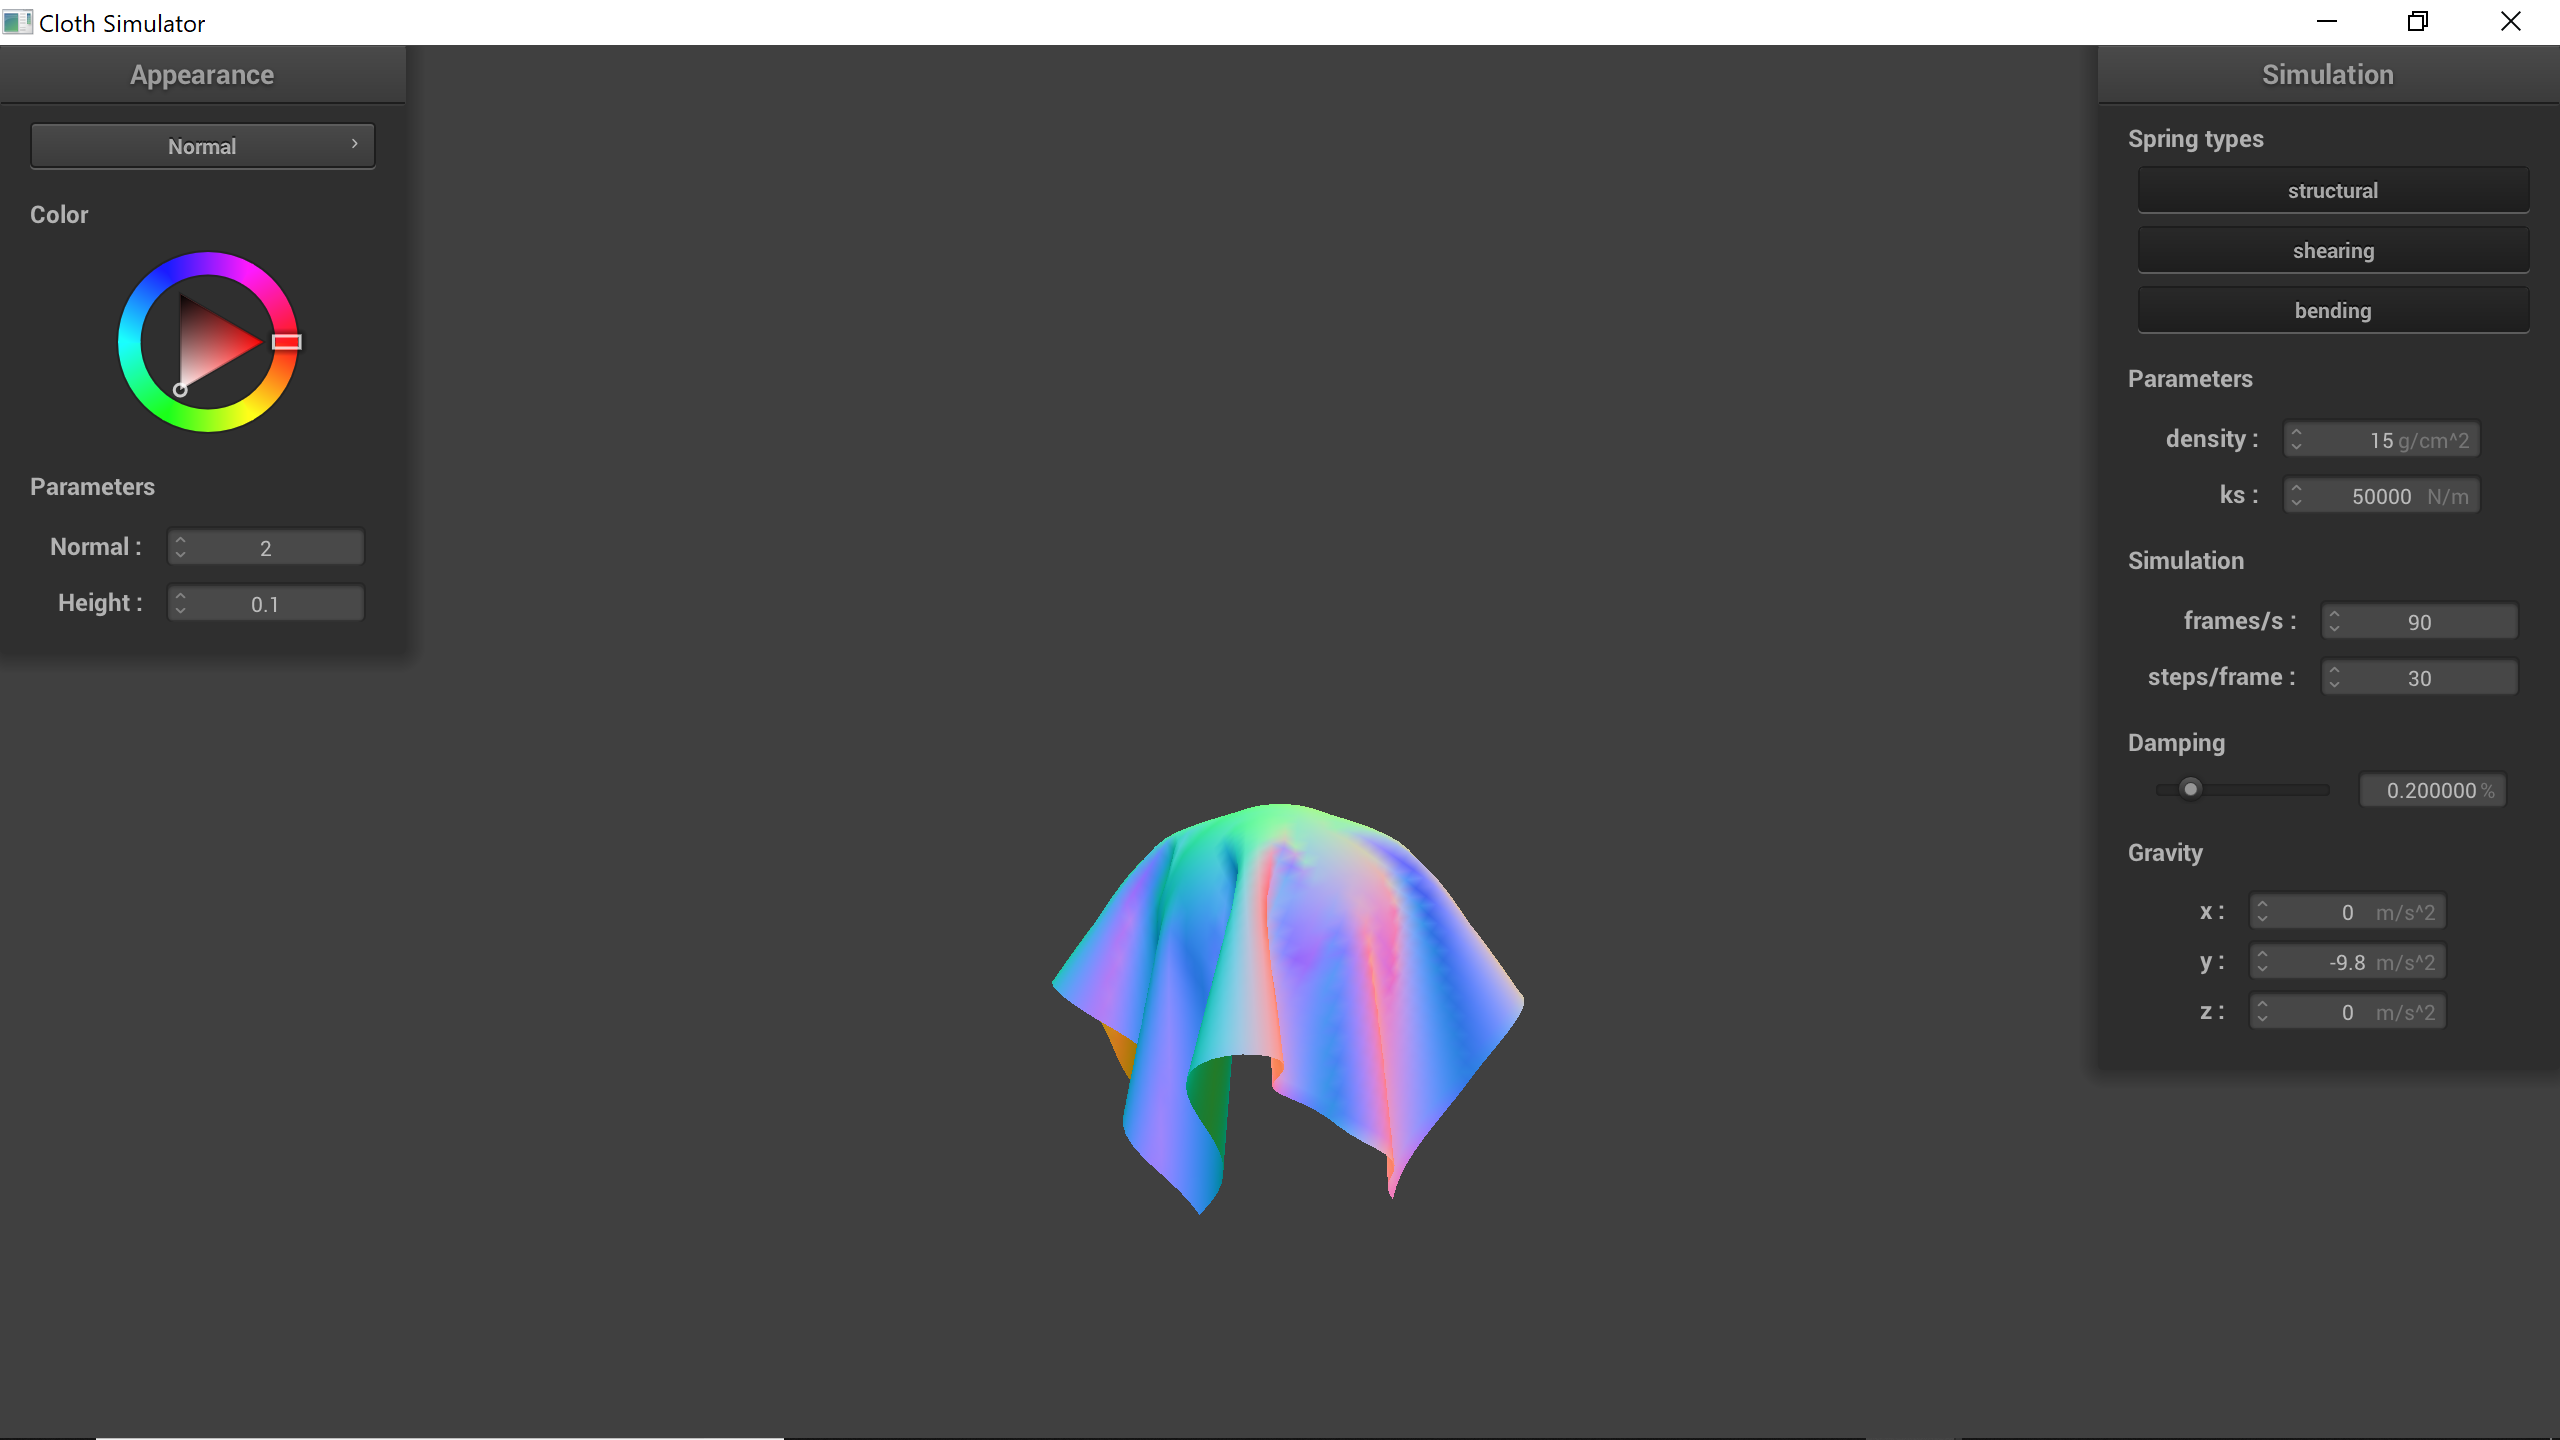 Cloth Simulator
Appearance
Normal
Color
Parameters
Normal : 2
Height : 0.1
Simulation
Spring types
structural
shearing
bending
Parameters
density : 15 g/cm^2
ks : 50000 N/m
Simulation
frames/s : 90
steps/frame : 30
Damping
0.200000 %
Gravity
x : 0 m/s^2
y : -9.8 m/s^2
z : 0 m/s^2